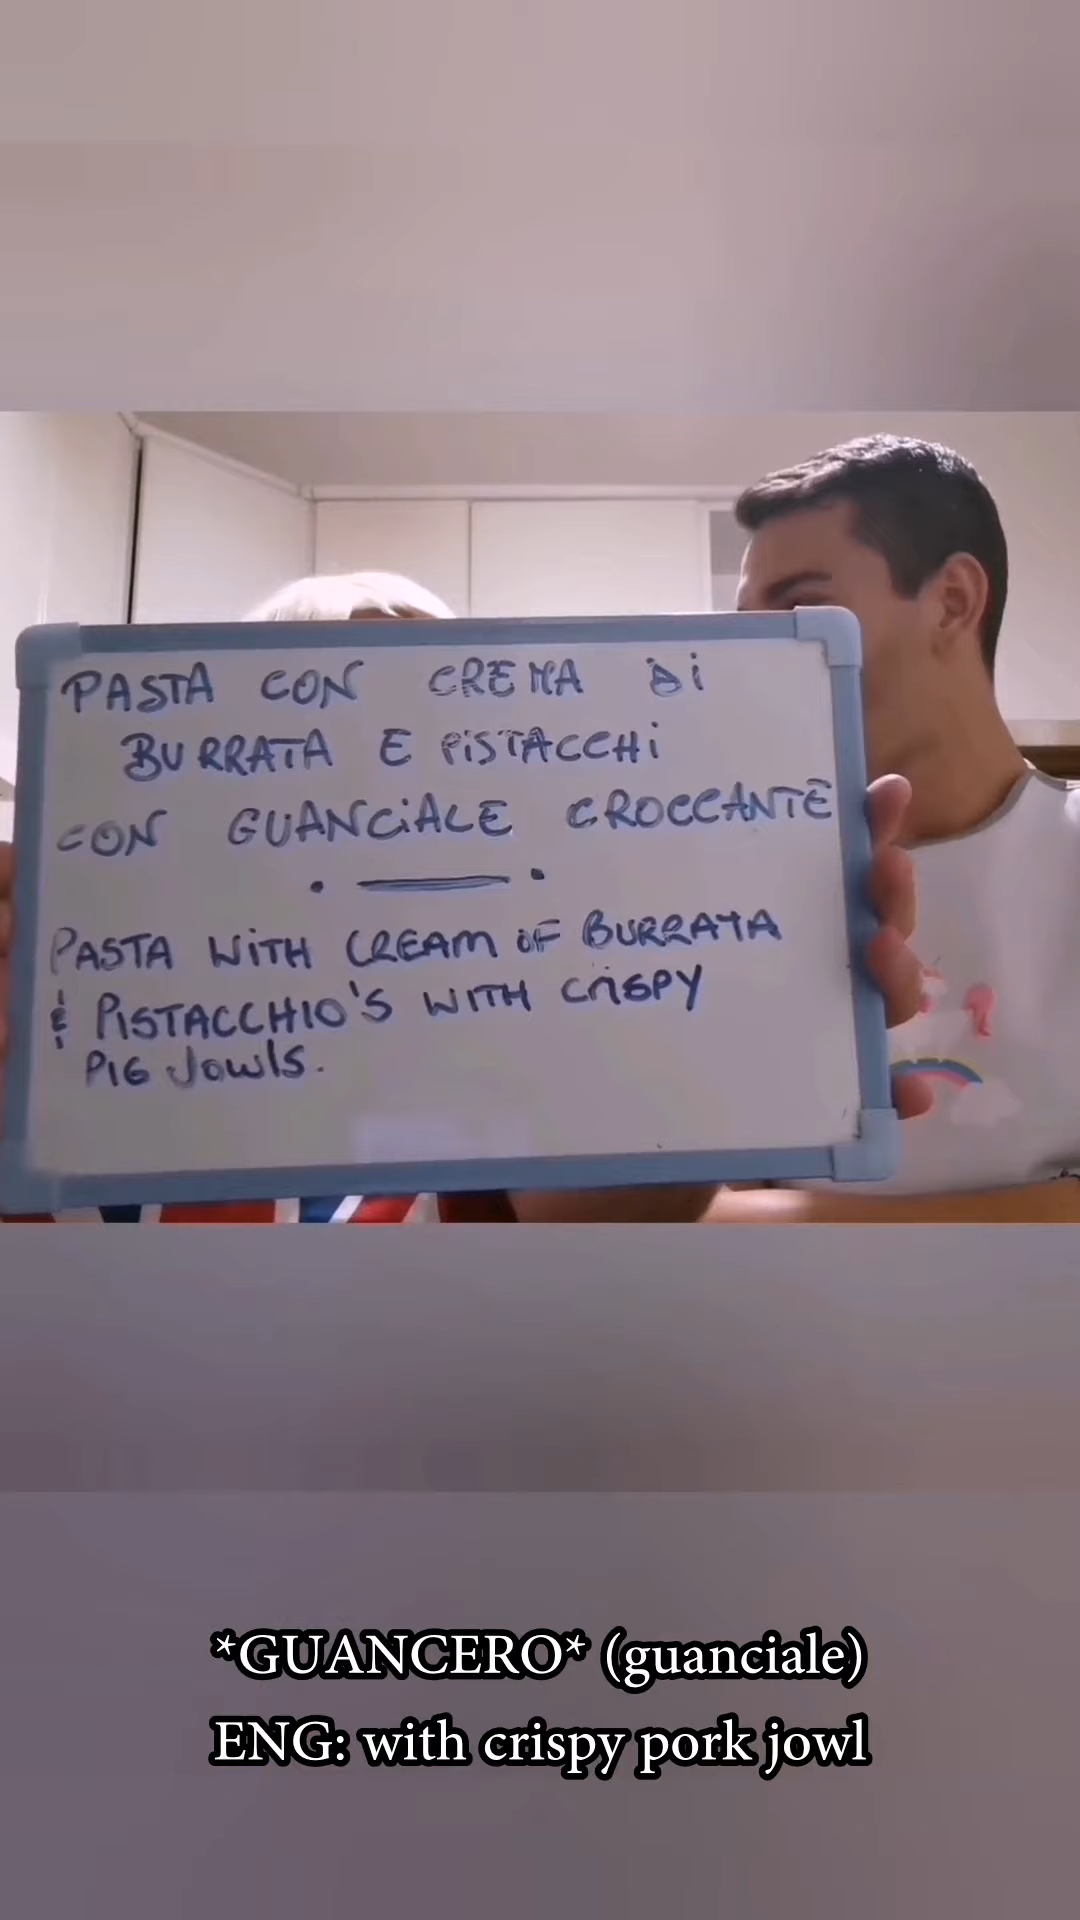 PASTA CON CREMA Di
BURRATA E PiSTACCHi
CON GUANCiALE CROCCANTE
PASTA WITH CREAM OF BURRATA
& PISTACCHIO'S WITH CRISPY
PIG JOWlS.
*GUANCERO* (guanciale)
ENG: with crispy pork jowl